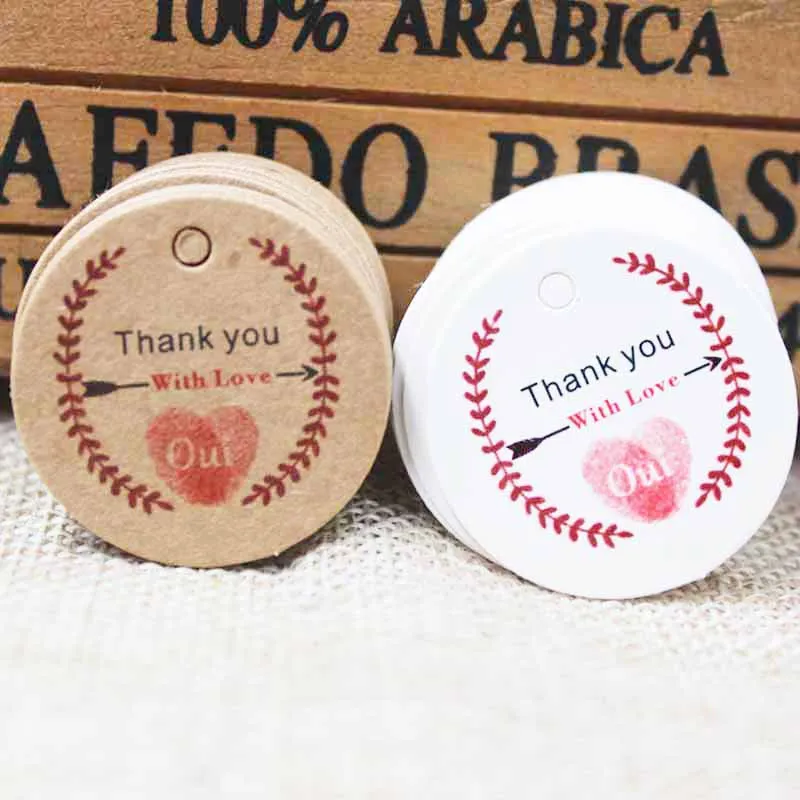 100% ARABICA
AFEDO BRAS
Thank you
With Love
Oui
Thank you
With Love
Oui